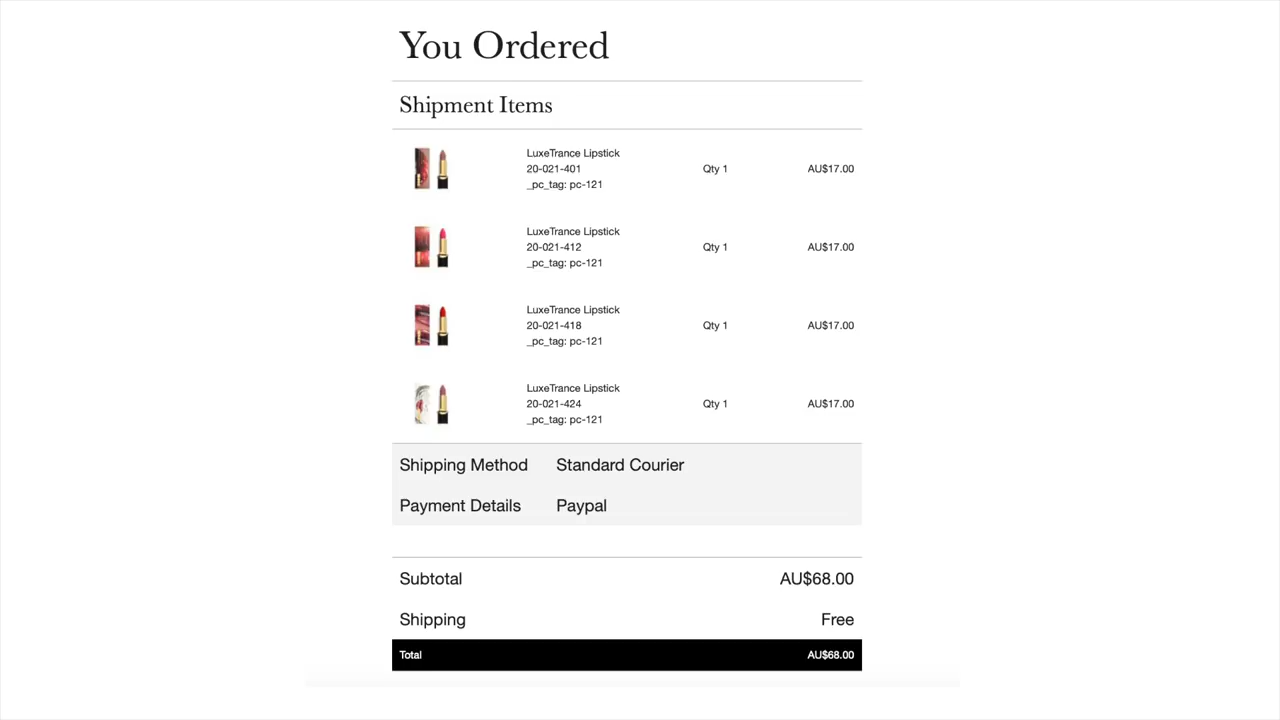 You Ordered
Shipment Items
LuxeTrance Lipstick
20-021-401 Qty 1 AU$17.00
_pc_tag: pc-121
LuxeTrance Lipstick
20-021-412 Qty 1 AU$17.00
_pc_tag: pc-121
LuxeTrance Lipstick
20-021-418 Qty 1 AU$17.00
_pc_tag: pc-121
LuxeTrance Lipstick
20-021-424 Qty 1 AU$17.00
_pc_tag: pc-121
Shipping Method Standard Courier
Payment Details Paypal
Subtotal AU$68.00
Shipping Free
Total AU$68.00